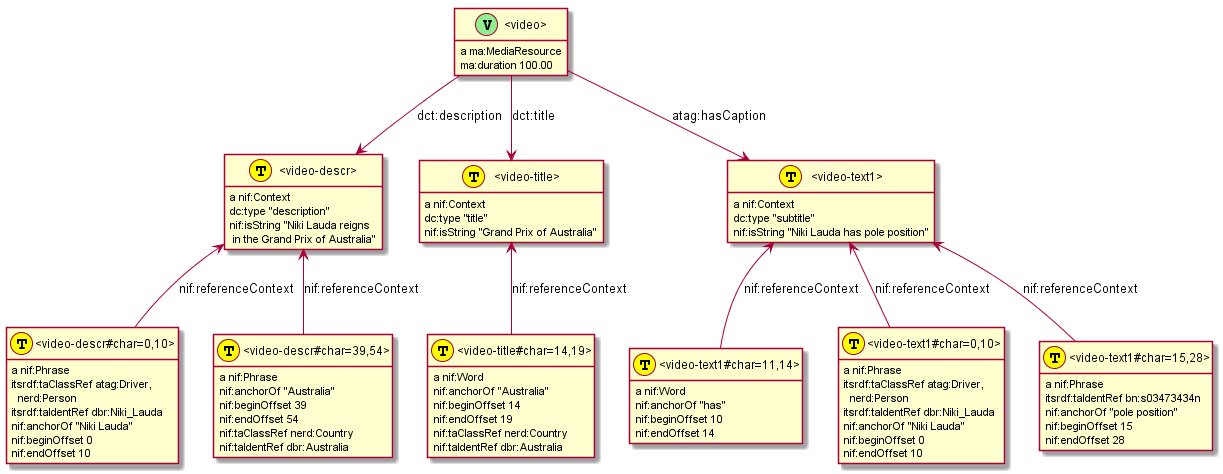 V <video>
a ma:MediaResource
ma:duration 100.00
dct:description
dct:title
atag:hasCaption
T <video-descr>
a nif:Context
dc:type "description"
nif:isString "Niki Lauda reigns
in the Grand Prix of Australia"
T <video-title>
a nif:Context
dc:type "title"
nif:isString "Grand Prix of Australia"
T <video-text1>
a nif:Context
dc:type "subtitle"
nif:isString "Niki Lauda has pole position"
nif:referenceContext
nif:referenceContext
nif:referenceContext
nif:referenceContext
nif:referenceContext
nif:referenceContext
T <video-descr#char=0,10>
a nif:Phrase
itsrdf:taClassRef atag:Driver,
nerd:Person
itsrdf:taIdentRef dbr:Niki_Lauda
nif:anchorOf "Niki Lauda"
nif:beginOffset 0
nif:endOffset 10
T <video-descr#char=39,54>
a nif:Phrase
nif:anchorOf "Australia"
nif:beginOffset 39
nif:endOffset 54
nif:taClassRef nerd:Country
nif:taIdentRef dbr:Australia
T <video-title#char=14,19>
a nif:Word
nif:anchorOf "Australia"
nif:beginOffset 14
nif:endOffset 19
nif:taClassRef nerd:Country
nif:taIdentRef dbr:Australia
T <video-text1#char=11,14>
a nif:Word
nif:anchorOf "has"
nif:beginOffset 10
nif:endOffset 14
T <video-text1#char=0,10>
a nif:Phrase
itsrdf:taClassRef atag:Driver,
nerd:Person
itsrdf:taIdentRef dbr:Niki_Lauda
nif:anchorOf "Niki Lauda"
nif:beginOffset 0
nif:endOffset 10
T <video-text1#char=15,28>
a nif:Phrase
itsrdf:taIdentRef bn:s03473434n
nif:anchorOf "pole position"
nif:beginOffset 15
nif:endOffset 28